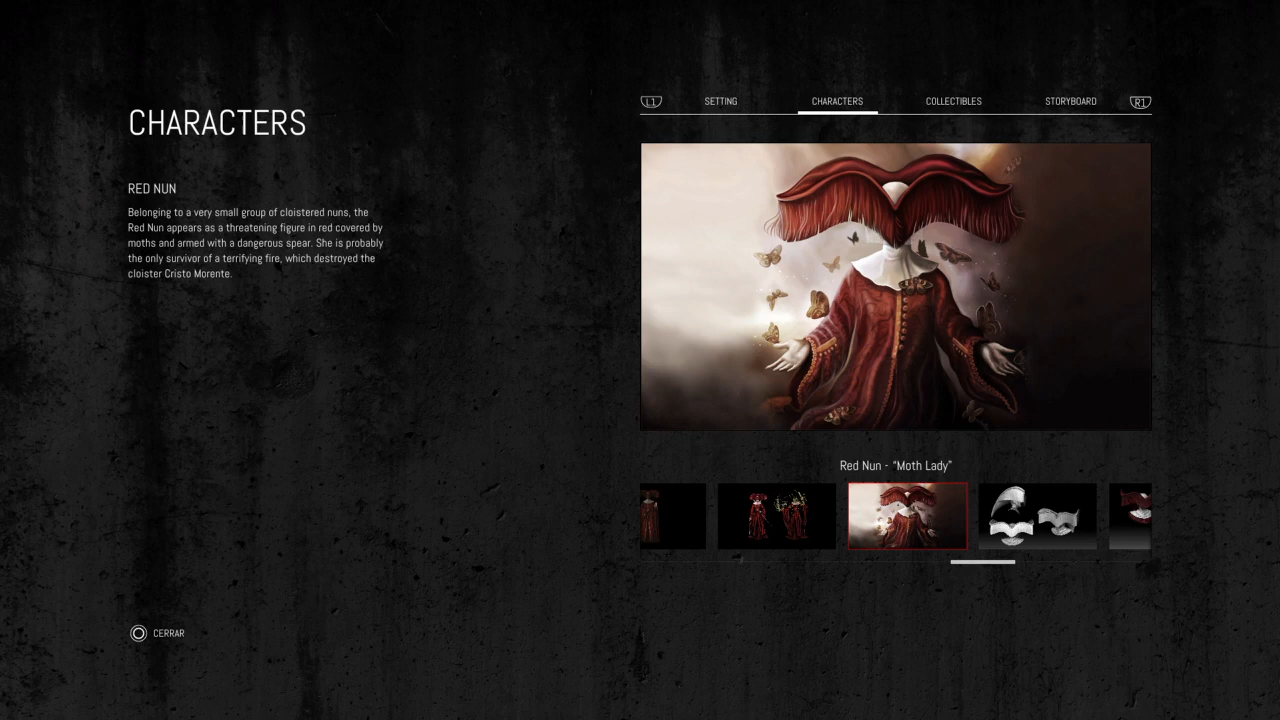 CHARACTERS
RED NUN
Belonging to a very small group of cloistered nuns, the
Red Nun appears as a threatening figure in red covered by
moths and armed with a dangerous spear. She is probably
the only survivor of a terrifying fire, which destroyed the
cloister Cristo Morente.
L1 SETTING CHARACTERS COLLECTIBLES STORYBOARD R1
Red Nun - "Moth Lady"
CERRAR